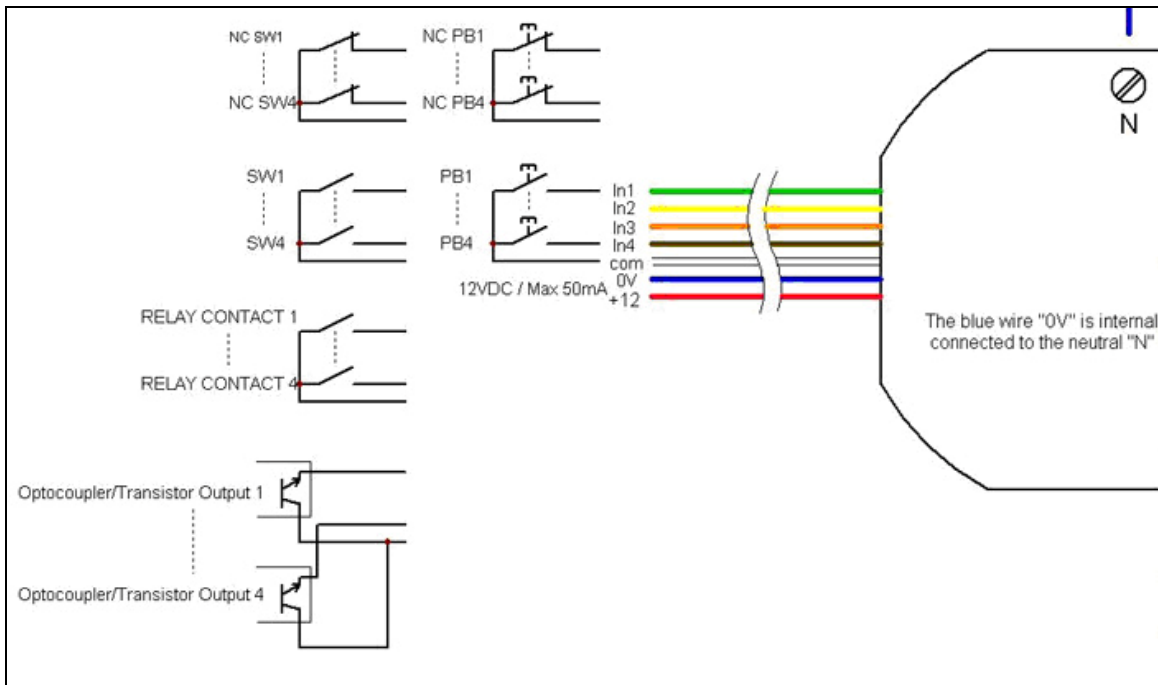 NC SW1
NC SW4
NC PB1
NC PB4
N
SW1
SW4
PB1
PB4
In1
In2
In3
In4
com
0V
12VDC / Max 50mA
+12
The blue wire "0V" is internal
connected to the neutral "N"
RELAY CONTACT 1
RELAY CONTACT 4
Optocoupler/Transistor Output 1
Optocoupler/Transistor Output 4